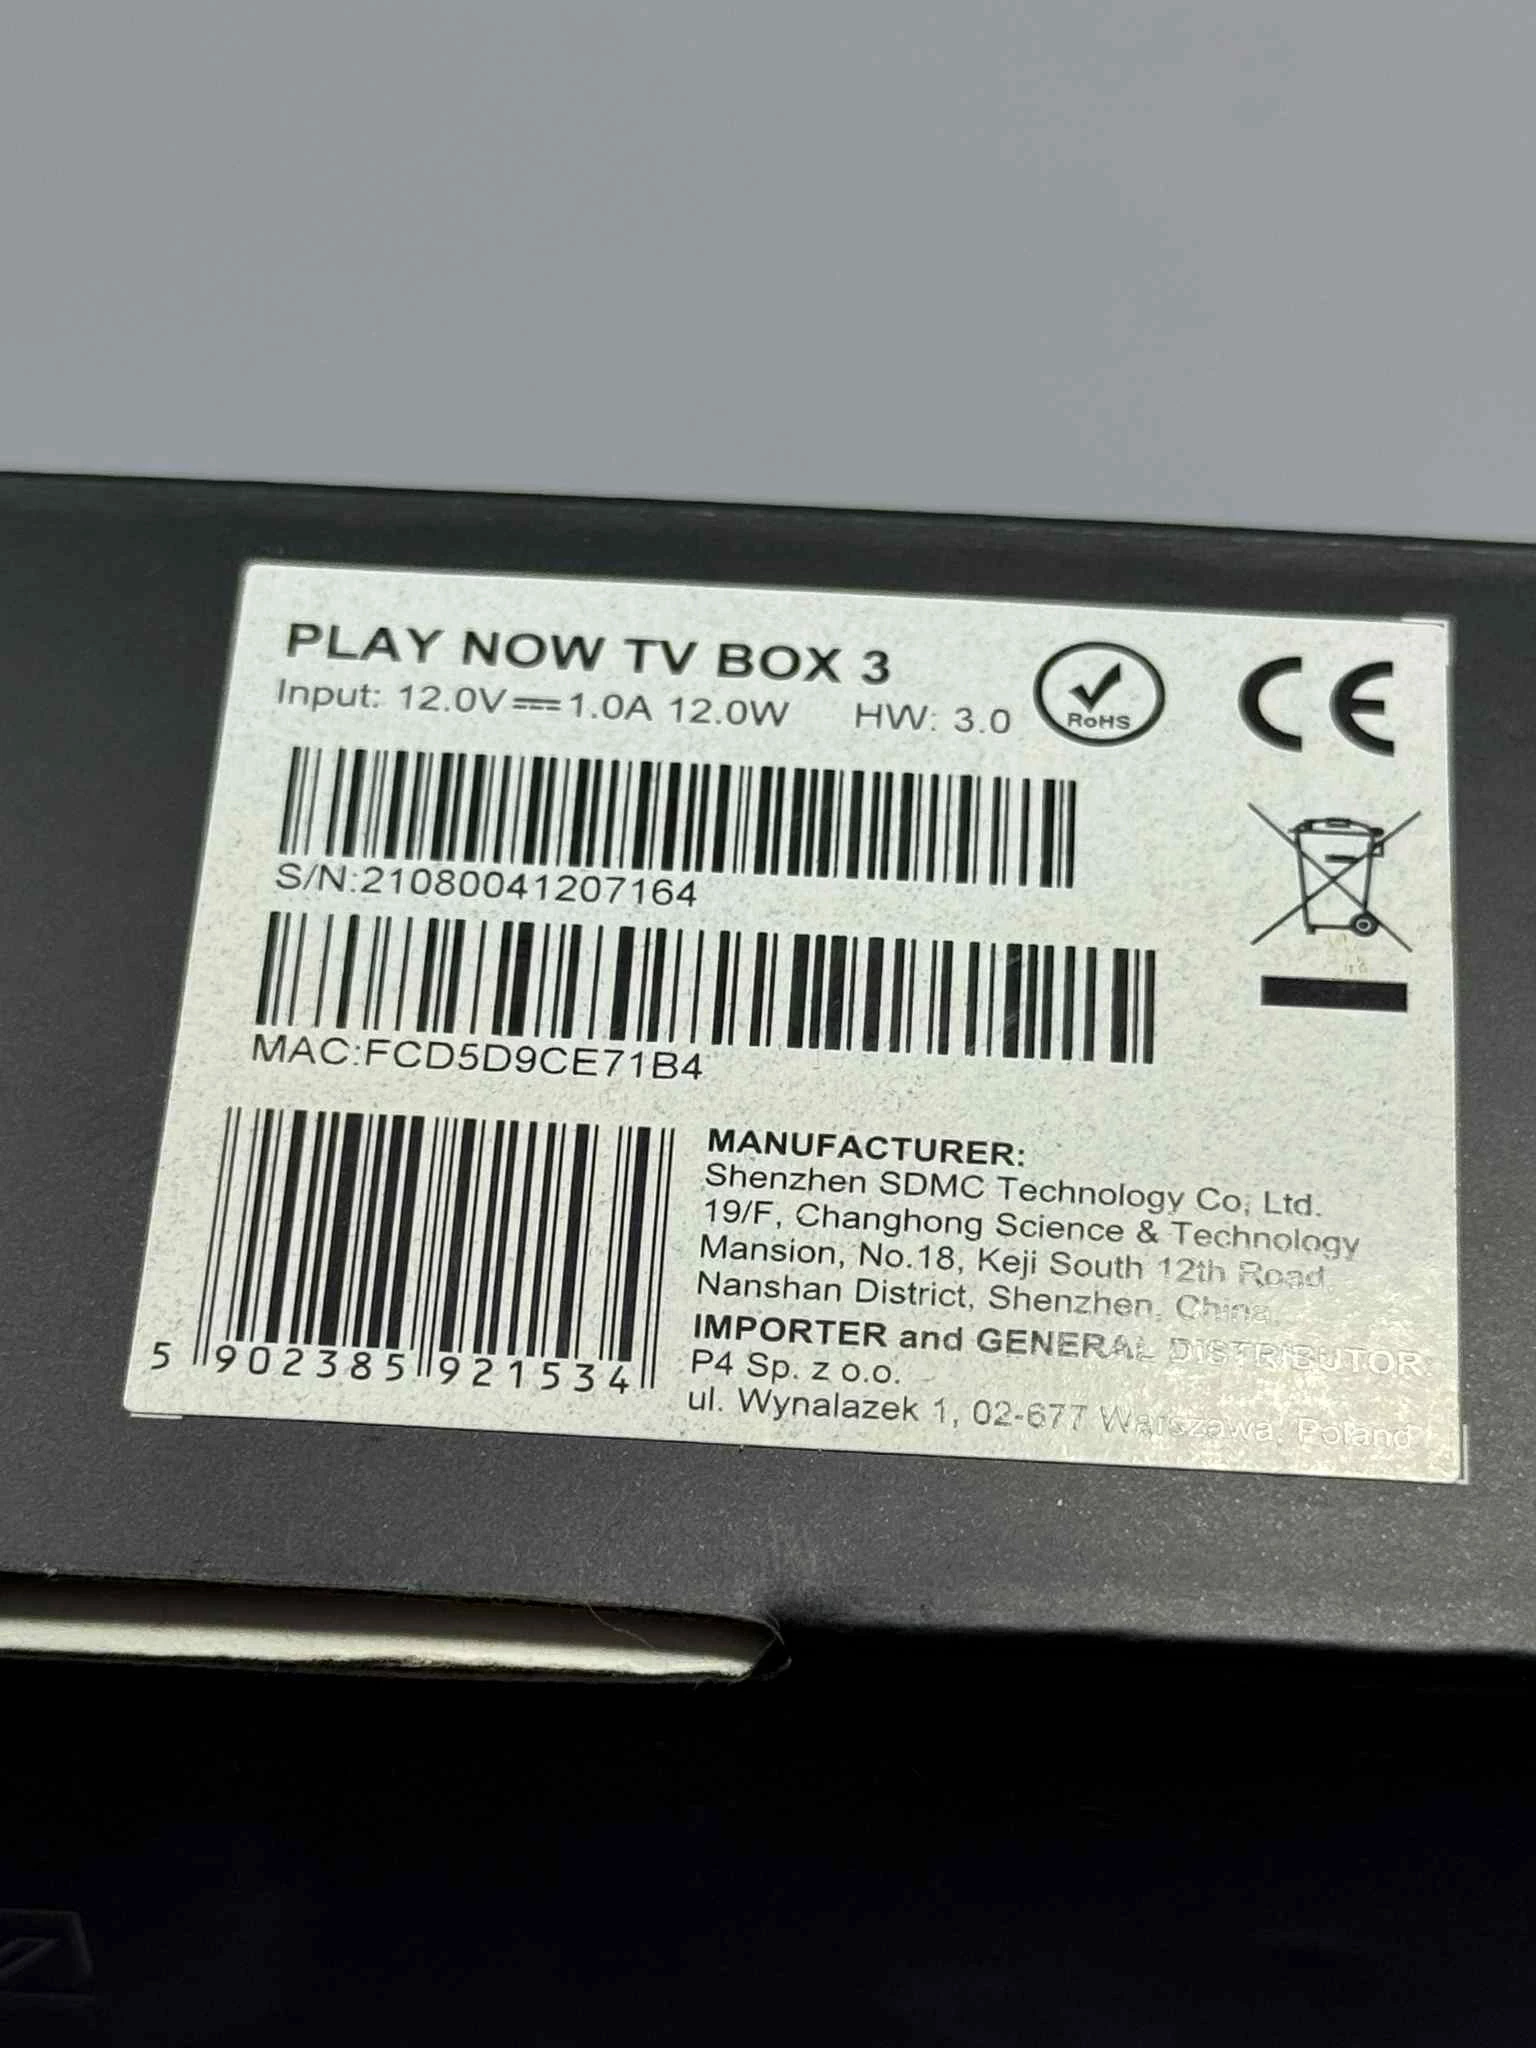 PLAY NOW TV BOX 3
Input: 12.0V⎓1.0A 12.0W HW: 3.0
RoHS
CE
S/N:21080041207164
MAC:FCD5D9CE71B4
5 902385 921534
MANUFACTURER:
Shenzhen SDMC Technology Co, Ltd.
19/F, Changhong Science & Technology
Mansion, No.18, Keji South 12th Road,
Nanshan District, Shenzhen, China,
IMPORTER and GENERAL DISTRIBUTOR:
P4 Sp. z o.o.
ul. Wynalazek 1, 02-677 Warszawa, Poland